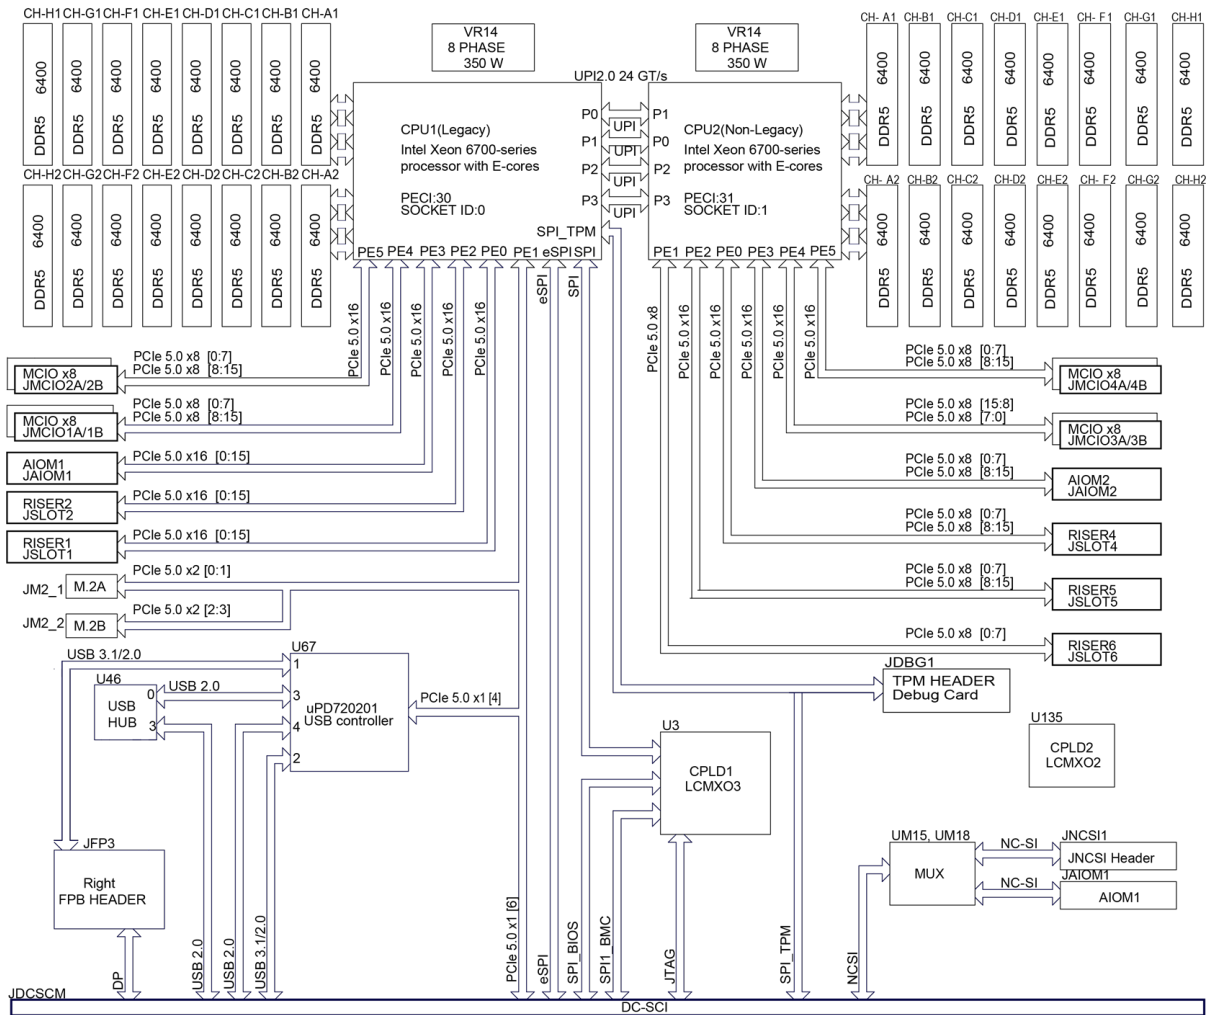 CH-H1 CH-G1 CH-F1 CH-E1 CH-D1 CH-C1 CH-B1 CH-A1
DDR5 6400
DDR5 6400
DDR5 6400
DDR5 6400
DDR5 6400
DDR5 6400
DDR5 6400
DDR5 6400
CH-H2 CH-G2 CH-F2 CH-E2 CH-D2 CH-C2 CH-B2 CH-A2
DDR5 6400
DDR5 6400
DDR5 6400
DDR5 6400
DDR5 6400
DDR5 6400
DDR5 6400
DDR5 6400
VR14
8 PHASE
350 W
VR14
8 PHASE
350 W
UPI2.0 24 GT/s
CPU1(Legacy)
Intel Xeon 6700-series
processor with E-cores
PECI:30
SOCKET ID:0
P0
P1
P2
P3
SPI_TPM
PE5 PE4 PE3 PE2 PE0 PE1 eSPI SPI
UPI
UPI
UPI
UPI
P1
P0
P2
P3
CPU2(Non-Legacy)
Intel Xeon 6700-series
processor with E-cores
PECI:31
SOCKET ID:1
PE1 PE2 PE0 PE3 PE4 PE5
CH- A1 CH-B1 CH-C1 CH-D1 CH-E1 CH- F1 CH-G1 CH-H1
DDR5 6400
DDR5 6400
DDR5 6400
DDR5 6400
DDR5 6400
DDR5 6400
DDR5 6400
DDR5 6400
CH- A2 CH-B2 CH-C2 CH-D2 CH-E2 CH- F2 CH-G2 CH-H2
DDR5 6400
DDR5 6400
DDR5 6400
DDR5 6400
DDR5 6400
DDR5 6400
DDR5 6400
DDR5 6400
PCIe 5.0 x16
PCIe 5.0 x16
PCIe 5.0 x16
PCIe 5.0 x16
PCIe 5.0 x16
eSPI
SPI
PCIe 5.0 x8
PCIe 5.0 x16
PCIe 5.0 x16
PCIe 5.0 x16
PCIe 5.0 x16
PCIe 5.0 x16
MCIO x8
JMCIO2A/2B
PCIe 5.0 x8 [0:7]
PCIe 5.0 x8 [8:15]
MCIO x8
JMCIO1A/1B
PCIe 5.0 x8 [0:7]
PCIe 5.0 x8 [8:15]
AIOM1
JAIOM1
PCIe 5.0 x16 [0:15]
RISER2
JSLOT2
PCIe 5.0 x16 [0:15]
RISER1
JSLOT1
PCIe 5.0 x16 [0:15]
JM2_1
M.2A
PCIe 5.0 x2 [0:1]
JM2_2
M.2B
PCIe 5.0 x2 [2:3]
PCIe 5.0 x8 [0:7]
PCIe 5.0 x8 [8:15]
MCIO x8
JMCIO4A/4B
PCIe 5.0 x8 [15:8]
PCIe 5.0 x8 [7:0]
MCIO x8
JMCIO3A/3B
PCIe 5.0 x8 [0:7]
PCIe 5.0 x8 [8:15]
AIOM2
JAIOM2
PCIe 5.0 x8 [0:7]
PCIe 5.0 x8 [8:15]
RISER4
JSLOT4
PCIe 5.0 x8 [0:7]
PCIe 5.0 x8 [8:15]
RISER5
JSLOT5
PCIe 5.0 x8 [0:7]
RISER6
JSLOT6
USB 3.1/2.0
U46
USB
HUB
0
3
USB 2.0
U67
1
3
4
2
uPD720201
USB controller
PCIe 5.0 x1 [4]
JDBG1
TPM HEADER
Debug Card
U3
CPLD1
LCMXO3
U135
CPLD2
LCMXO2
JFP3
Right
FPB HEADER
UM15, UM18
MUX
NC-SI
JNCSI1
JNCSI Header
NC-SI
JAIOM1
AIOM1
DP
USB 2.0
USB 2.0
USB 3.1/2.0
PCIe 5.0 x1 [6]
eSPI
SPI_BIOS
SPI1_BMC
JTAG
SPI_TPM
NCSI
JDCSCM
DC-SCI